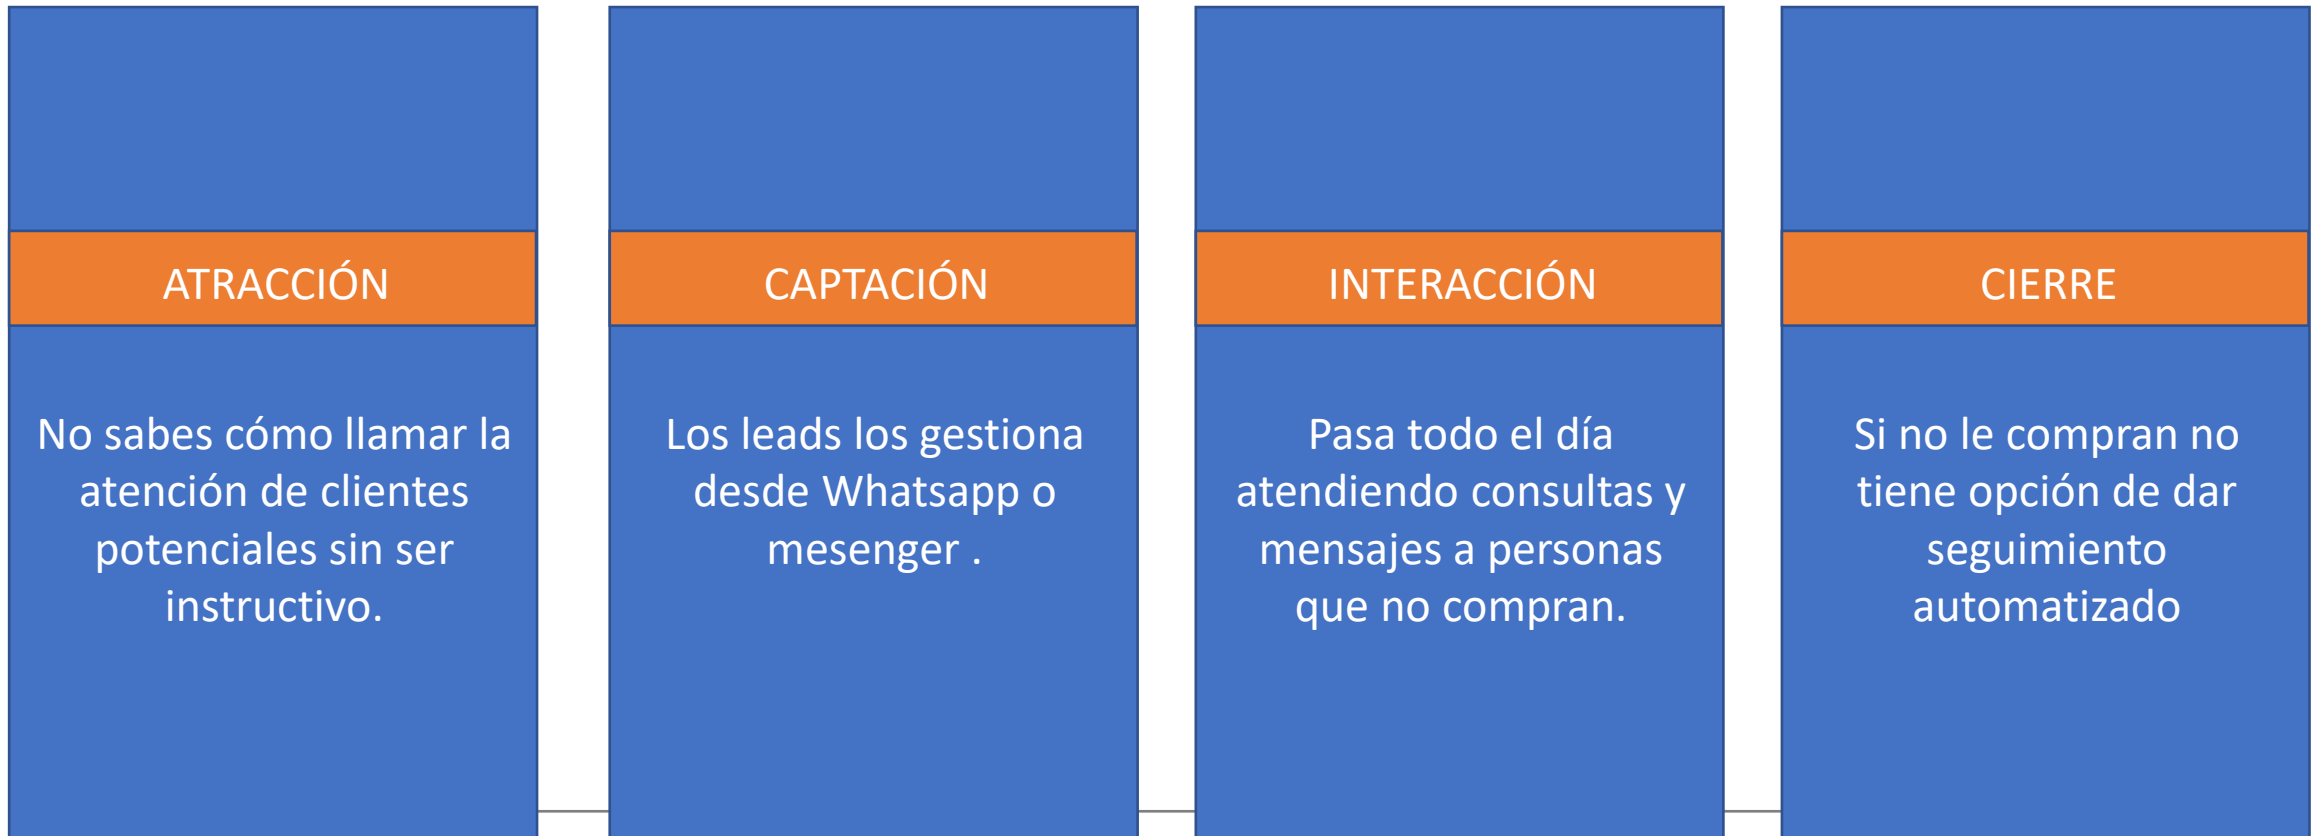 ATRACCIÓN
No sabes cómo llamar la
atención de clientes
potenciales sin ser
instructivo.
CAPTACIÓN
Los leads los gestiona
desde Whatsapp o
mesenger .
INTERACCIÓN
Pasa todo el día
atendiendo consultas y
mensajes a personas
que no compran.
CIERRE
Si no le compran no
tiene opción de dar
seguimiento
automatizado